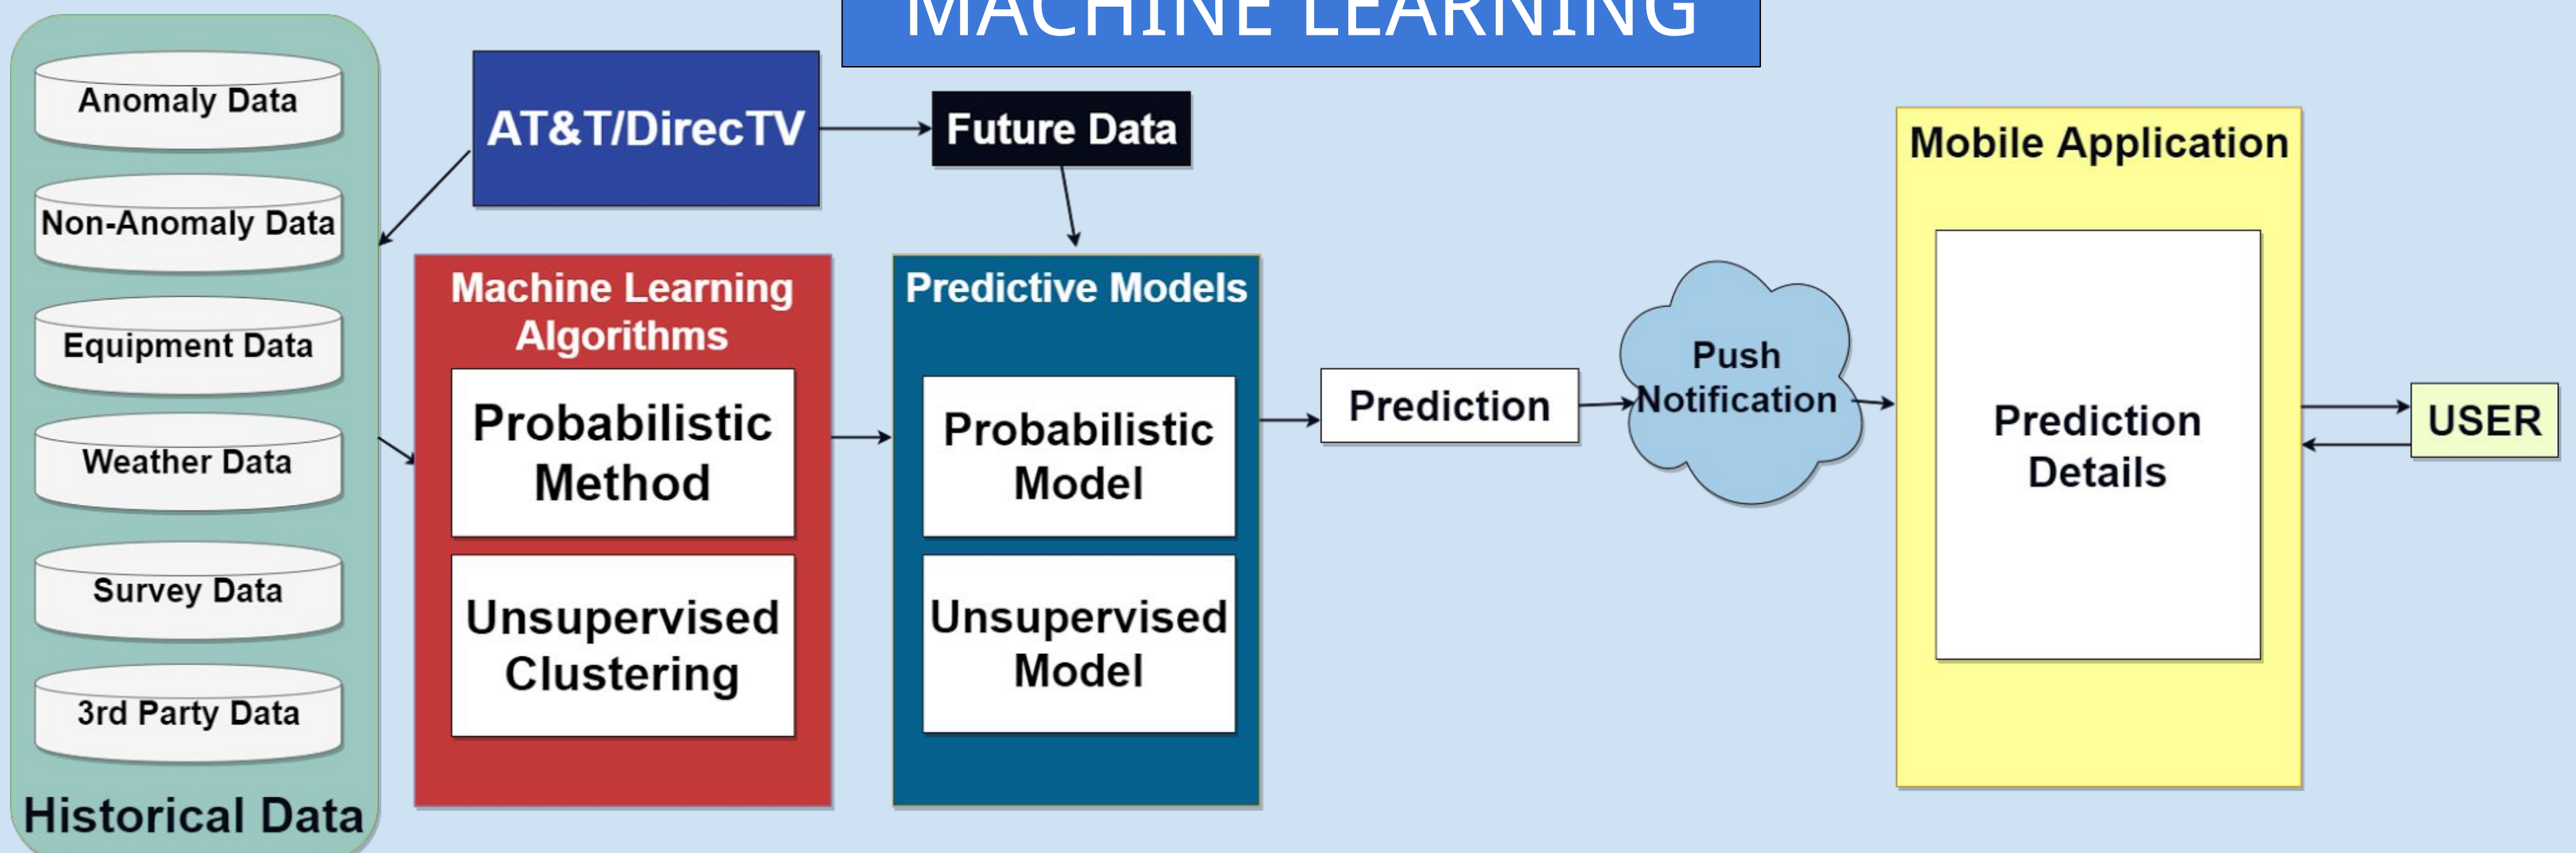 MACHINE LEARNING
Anomaly Data
Non-Anomaly Data
Equipment Data
Weather Data
Survey Data
3rd Party Data
Historical Data
AT&T/DirecTV
Future Data
Machine Learning
Algorithms
Probabilistic
Method
Unsupervised
Clustering
Predictive Models
Probabilistic
Model
Unsupervised
Model
Prediction
Push
Notification
Mobile Application
Prediction
Details
USER